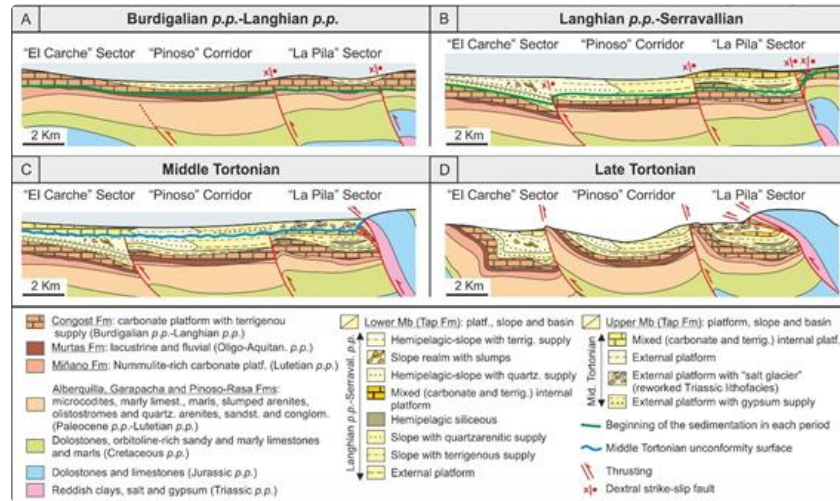 A
Burdigalian p.p.-Langhian p.p.
"El Carche" Sector "Pinoso" Corridor "La Pila" Sector
2 Km
B
Langhian p.p.-Serravallian
"El Carche" Sector "Pinoso" Corridor "La Pila" Sector
2 Km
C
Middle Tortonian
"El Carche" Sector "Pinoso" Corridor "La Pila" Sector
2 Km
D
Late Tortonian
"El Carche" Sector "Pinoso" Corridor "La Pila" Sector
2 Km
Congost Fm: carbonate platform with terrigenou
supply (Burdigalian p.p.-Langhian p.p.)
Murtas Fm: lacustrine and fluvial (Oligo-Aquitan. p.p.)
Miñano Fm: Nummulite-rich carbonate platf. (Lutetian p.p.)
Alberquilla, Garapacha and Pinoso-Rasa Fms:
microcodites, marly limest., marls, slumped arenites,
olistostromes and quartz. arenites, sandst. and conglom.
(Paleocene p.p.-Lutetian p.p.)
Dolostones, orbitoline-rich sandy and marly limestones
and marls (Cretaceous p.p.)
Dolostones and limestones (Jurassic p.p.)
Reddish clays, salt and gypsum (Triassic p.p.)
Lower Mb (Tap Fm): platf., slope and basin
Langhian p.p.-Serraval. p.p.
Hemipelagic-slope with terrig. supply
Slope realm with slumps
Hemipelagic-slope with quartz. supply
Mixed (carbonate and terrig.) internal
platform
Hemipelagic siliceous
Slope with quartzarenitic supply
Slope with terrigenous supply
External platform
Upper Mb (Tap Fm): platform, slope and basin
Mid. Tortonian
Mixed (carbonate and terrig.) internal platf.
External platform
External platform with "salt glacier"
(reworked Triassic lithofacies)
External platform with gypsum supply
Beginning of the sedimentation in each period
Middle Tortonian unconformity surface
Thrusting
Dextral strike-slip fault